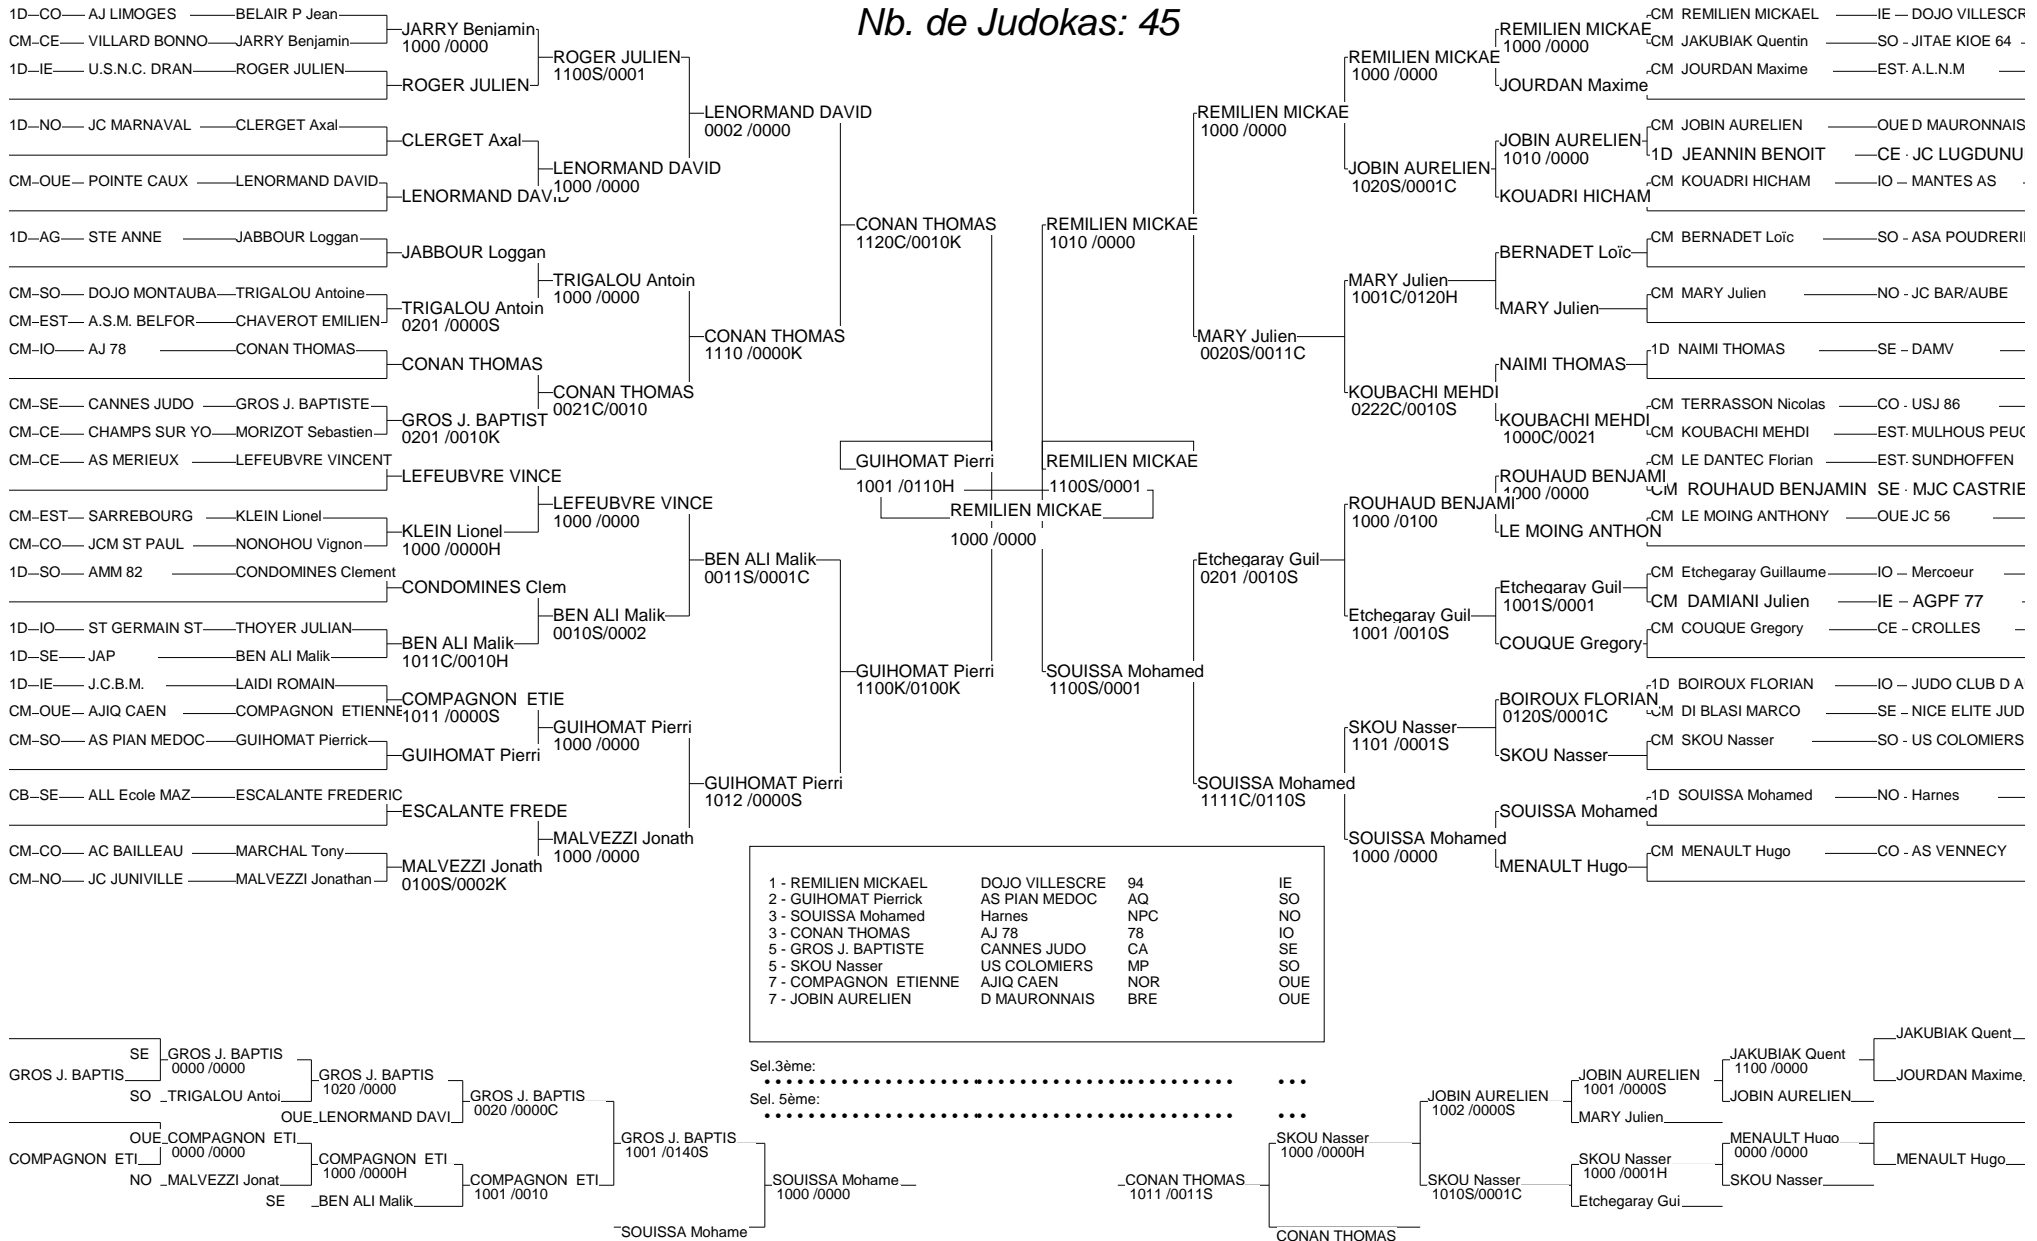 Nb. de Judokas: 45
1D CO AJ LIMOGES BELAIR P Jean
CM CE VILLARD BONNO JARRY Benjamin
1D IE U.S.N.C. DRAN ROGER JULIEN
1D NO JC MARNAVAL CLERGET Axal
CM OUE POINTE CAUX LENORMAND DAVID
1D AG STE ANNE JABBOUR Loggan
CM SO DOJO MONTAUBA TRIGALOU Antoine
CM EST A.S.M. BELFOR CHAVEROT EMILIEN
CM IO AJ 78 CONAN THOMAS
CM SE CANNES JUDO GROS J. BAPTISTE
CM CE CHAMPS SUR YO MORIZOT Sebastien
CM CE AS MERIEUX LEFEUBVRE VINCENT
CM EST SARREBOURG KLEIN Lionel
CM CO JCM ST PAUL NONOHOU Vignon
1D SO AMM 82 CONDOMINES Clement
1D IO ST GERMAIN ST THOYER JULIAN
1D SE JAP BEN ALI Malik
1D IE J.C.B.M. LAIDI ROMAIN
CM OUE AJIQ CAEN COMPAGNON ETIENNE
CM SO AS PIAN MEDOC GUIHOMAT Pierrick
CB SE ALL Ecole MAZ ESCALANTE FREDERIC
CM CO AC BAILLEAU MARCHAL Tony
CM NO JC JUNIVILLE MALVEZZI Jonathan
JARRY Benjamin
1000 /0000
ROGER JULIEN
CLERGET Axal
LENORMAND DAVID
JABBOUR Loggan
TRIGALOU Antoin
0201 /0000S
CONAN THOMAS
GROS J. BAPTIST
0201 /0010K
LEFEUBVRE VINCE
KLEIN Lionel
1000 /0000H
CONDOMINES Clem
BEN ALI Malik
1011C/0010H
COMPAGNON ETIE
1011 /0000S
GUIHOMAT Pierri
ESCALANTE FREDE
MALVEZZI Jonath
0100S/0002K
ROGER JULIEN
1100S/0001
LENORMAND DAVID
1000 /0000
TRIGALOU Antoin
1000 /0000
CONAN THOMAS
0021C/0010
LEFEUBVRE VINCE
1000 /0000
BEN ALI Malik
0010S/0002
GUIHOMAT Pierri
1000 /0000
MALVEZZI Jonath
1000 /0000
LENORMAND DAVID
0002 /0000
CONAN THOMAS
1110 /0000K
BEN ALI Malik
0011S/0001C
GUIHOMAT Pierri
1012 /0000S
CONAN THOMAS
1120C/0010K
GUIHOMAT Pierri
1100K/0100K
GUIHOMAT Pierri
1001 /0110H
REMILIEN MICKAE
1100S/0001
REMILIEN MICKAE
1000 /0000
REMILIEN MICKAE
1010 /0000
SOUISSA Mohamed
1100S/0001
REMILIEN MICKAE
1000 /0000
MARY Julien
0020S/0011C
Etchegaray Guil
0201 /0010S
SOUISSA Mohamed
1111C/0110S
REMILIEN MICKAE
1000 /0000
JOBIN AURELIEN
1020S/0001C
MARY Julien
1001C/0120H
KOUBACHI MEHDI
0222C/0010S
ROUHAUD BENJAMI
1000 /0100
Etchegaray Guil
1001 /0010S
SKOU Nasser
1101 /0001S
SOUISSA Mohamed
1000 /0000
REMILIEN MICKAE
1000 /0000
JOURDAN Maxime
JOBIN AURELIEN
1010 /0000
KOUADRI HICHAM
BERNADET Loïc
MARY Julien
NAIMI THOMAS
KOUBACHI MEHDI
1000C/0021
ROUHAUD BENJAMI
1000 /0000
LE MOING ANTHON
Etchegaray Guil
1001S/0001
COUQUE Gregory
BOIROUX FLORIAN
0120S/0001C
SKOU Nasser
SOUISSA Mohamed
MENAULT Hugo
CM REMILIEN MICKAEL IE DOJO VILLESCR
CM JAKUBIAK Quentin SO JITAE KIOE 64
CM JOURDAN Maxime EST A.L.N.M
CM JOBIN AURELIEN OUE D MAURONNAIS
1D JEANNIN BENOIT CE JC LUGDUNU
CM KOUADRI HICHAM IO MANTES AS
CM BERNADET Loïc SO ASA POUDRERI
CM MARY Julien NO JC BAR/AUBE
1D NAIMI THOMAS SE DAMV
CM TERRASSON Nicolas CO USJ 86
CM KOUBACHI MEHDI EST MULHOUS PEU
CM LE DANTEC Florian EST SUNDHOFFEN
CM ROUHAUD BENJAMIN SE MJC CASTRIE
CM LE MOING ANTHONY OUE JC 56
CM Etchegaray Guillaume IO Mercoeur
CM DAMIANI Julien IE AGPF 77
CM COUQUE Gregory CE CROLLES
1D BOIROUX FLORIAN IO JUDO CLUB D A
CM DI BLASI MARCO SE NICE ELITE JUD
CM SKOU Nasser SO US COLOMIERS
1D SOUISSA Mohamed NO Harnes
CM MENAULT Hugo CO AS VENNECY
1 - REMILIEN MICKAEL DOJO VILLESCRE 94 IE
2 - GUIHOMAT Pierrick AS PIAN MEDOC AQ SO
3 - SOUISSA Mohamed Harnes NPC NO
3 - CONAN THOMAS AJ 78 78 IO
5 - GROS J. BAPTISTE CANNES JUDO CA SE
5 - SKOU Nasser US COLOMIERS MP SO
7 - COMPAGNON ETIENNE AJIQ CAEN NOR OUE
7 - JOBIN AURELIEN D MAURONNAIS BRE OUE
Sel.3ème:
Sel. 5ème:
GROS J. BAPTIS
COMPAGNON ETI
SE GROS J. BAPTIS
0000 /0000
SO TRIGALOU Antoi
OUE COMPAGNON ETI
0000 /0000
NO MALVEZZI Jonat
GROS J. BAPTIS
1020 /0000
OUE LENORMAND DAVI
COMPAGNON ETI
1000 /0000H
SE BEN ALI Malik
GROS J. BAPTIS
0020 /0000C
COMPAGNON ETI
1001 /0010
GROS J. BAPTIS
1001 /0140S
SOUISSA Mohame
SOUISSA Mohame
1000 /0000
CONAN THOMAS
1011 /0011S
SKOU Nasser
1000 /0000H
CONAN THOMAS
JOBIN AURELIEN
1002 /0000S
SKOU Nasser
1010S/0001C
JOBIN AURELIEN
1001 /0000S
MARY Julien
SKOU Nasser
1000 /0001H
Etchegaray Gui
JAKUBIAK Quent
1100 /0000
JOBIN AURELIEN
MENAULT Hugo
0000 /0000
SKOU Nasser
JAKUBIAK Quent
JOURDAN Maxime
MENAULT Hugo